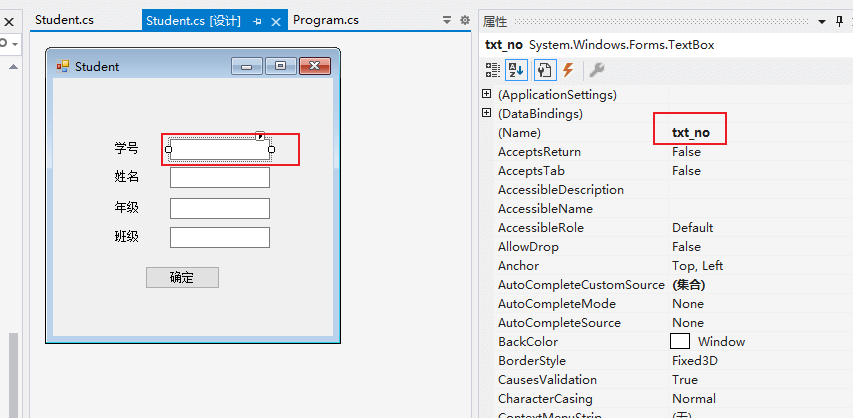 Student.cs
Student.cs [设计]
Program.cs
Student
学号
姓名
年级
班级
确定
属性
txt_no System.Windows.Forms.TextBox
(ApplicationSettings)
(DataBindings)
(Name) txt_no
AcceptsReturn False
AcceptsTab False
AccessibleDescription
AccessibleName
AccessibleRole Default
AllowDrop False
Anchor Top, Left
AutoCompleteCustomSource (集合)
AutoCompleteMode None
AutoCompleteSource None
BackColor Window
BorderStyle Fixed3D
CausesValidation True
CharacterCasing Normal
ContextMenuStrip (无)